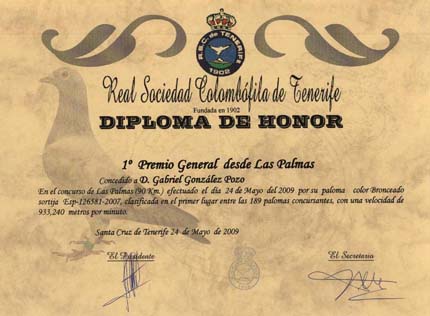 R.S.C. de TENERIFE
1902
Real Sociedad Colombófila de Tenerife
Fundada en 1902
DIPLOMA DE HONOR
1º Premio General desde Las Palmas
Concedido a D. Gabriel González Pozo
En el concurso de Las Palmas (90 Km.) efectuado el día 24 de Mayo del 2009 por su paloma color Bronceado
sortija Esp-126581-2007, clarificada en el primer lugar entre las 189 palomas concursantes, con una velocidad de
933,240 metros por minuto.
Santa Cruz de Tenerife 24 de Mayo de 2009
El Presidente
El Secretario